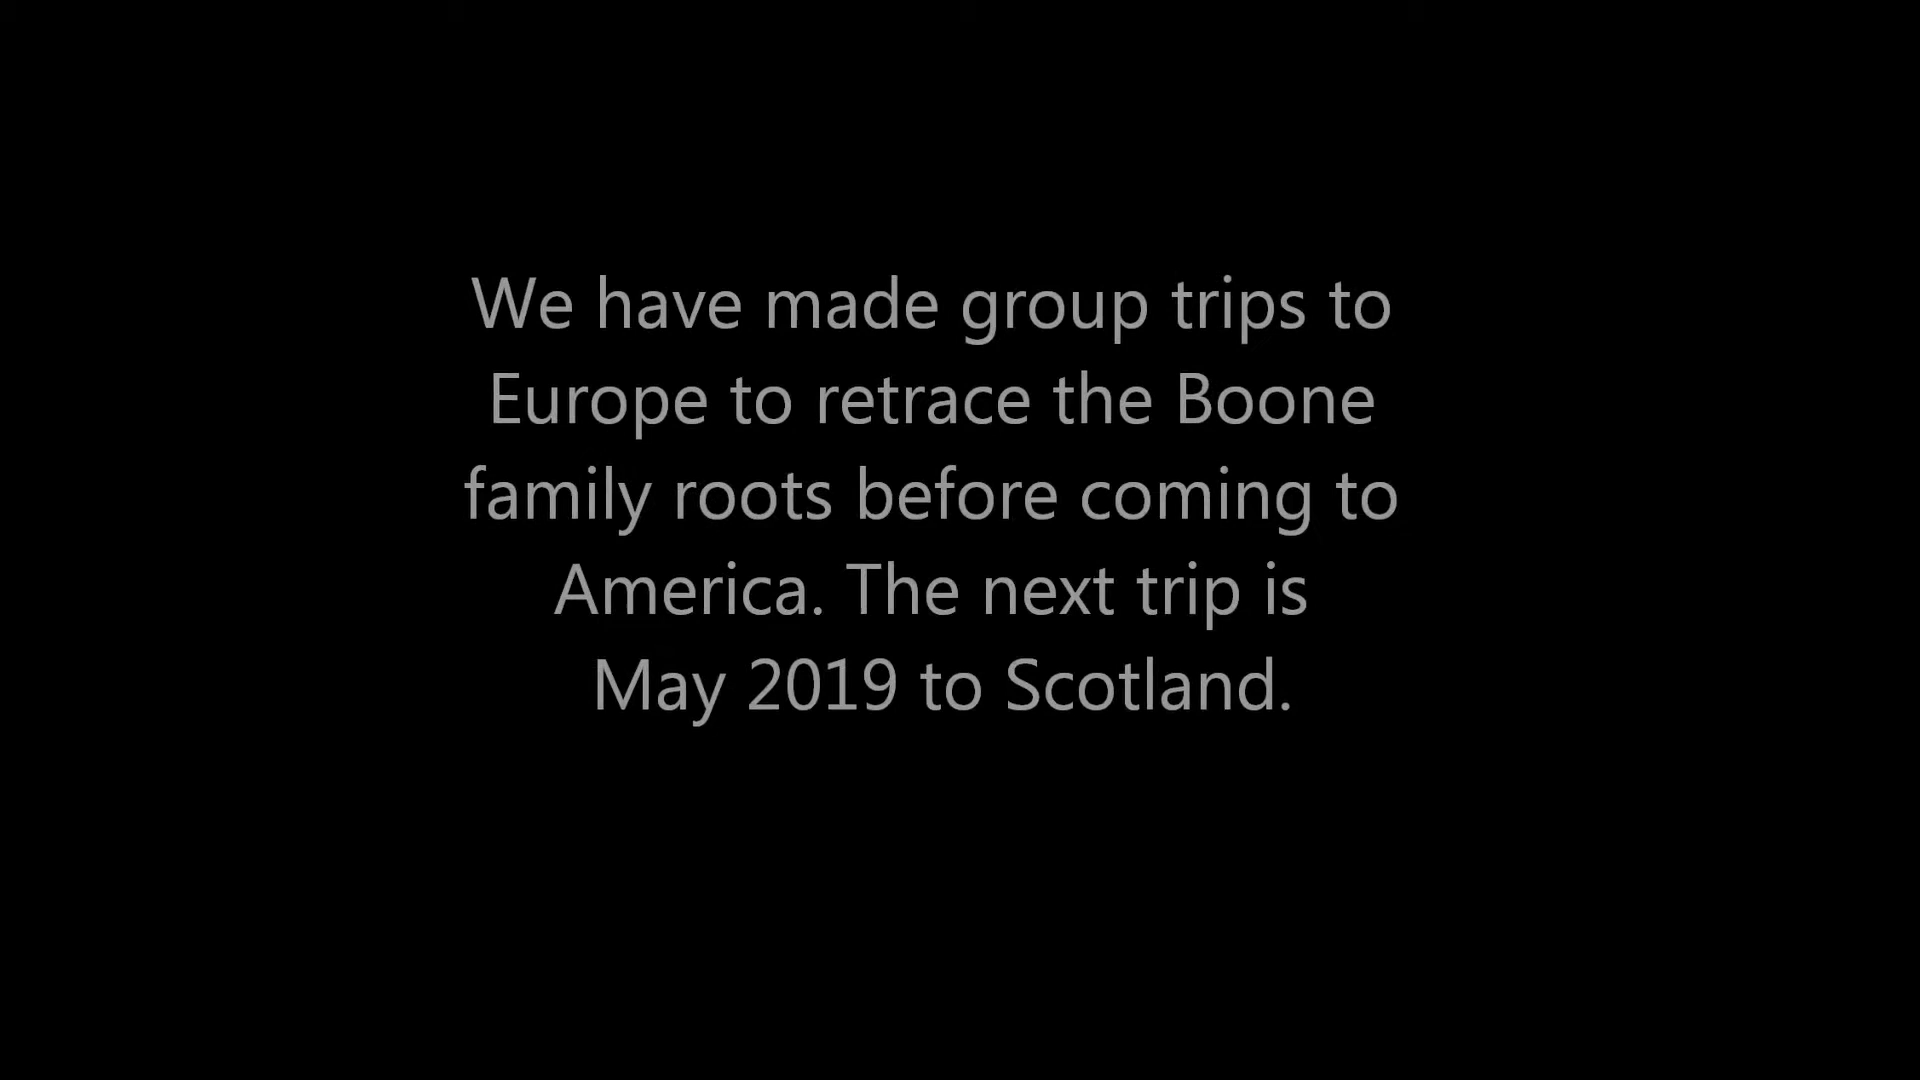 We have made group trips to
Europe to retrace the Boone
family roots before coming to
America. The next trip is
May 2019 to Scotland.